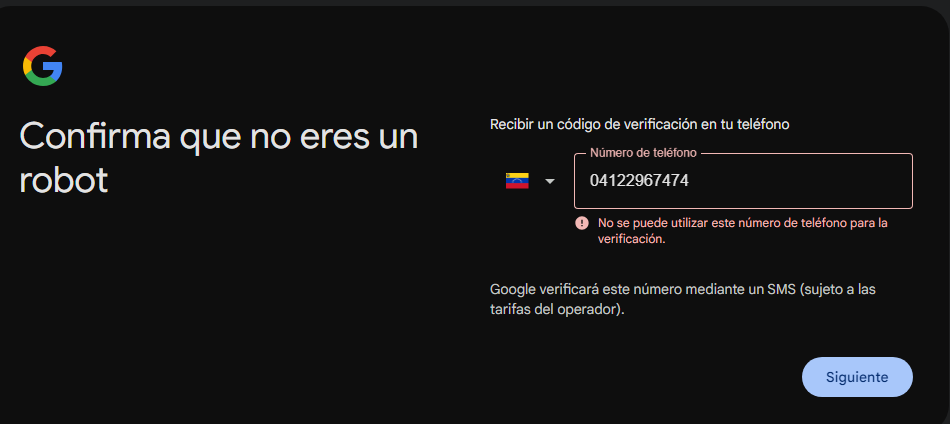 Confirma que no eres un
robot
Recibir un código de verificación en tu teléfono
Número de teléfono
04122967474
No se puede utilizar este número de teléfono para la
verificación.
Google verificará este número mediante un SMS (sujeto a las
tarifas del operador).
Siguiente